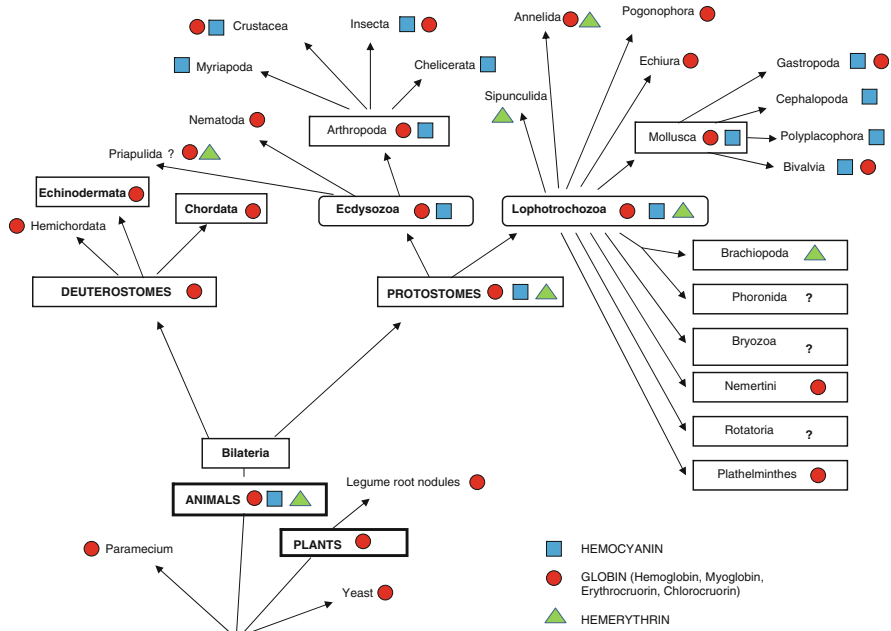 Crustacea
Insecta
Annelida
Pogonophora
Myriapoda
Chelicerata
Echiura
Gastropoda
Sipunculida
Cephalopoda
Nematoda
Arthropoda
Mollusca
Polyplacophora
Priapulida ?
Bivalvia
Echinodermata
Chordata
Ecdysozoa
Lophotrochozoa
Hemichordata
Brachiopoda
DEUTEROSTOMES
PROTOSTOMES
Phoronida ?
Bryozoa ?
Nemertini
Rotatoria ?
Bilateria
Plathelminthes
Legume root nodules
ANIMALS
PLANTS
Paramecium
HEMOCYANIN
Yeast
GLOBIN (Hemoglobin, Myoglobin,
Erythrocruorin, Chlorocruorin)
HEMERYTHRIN